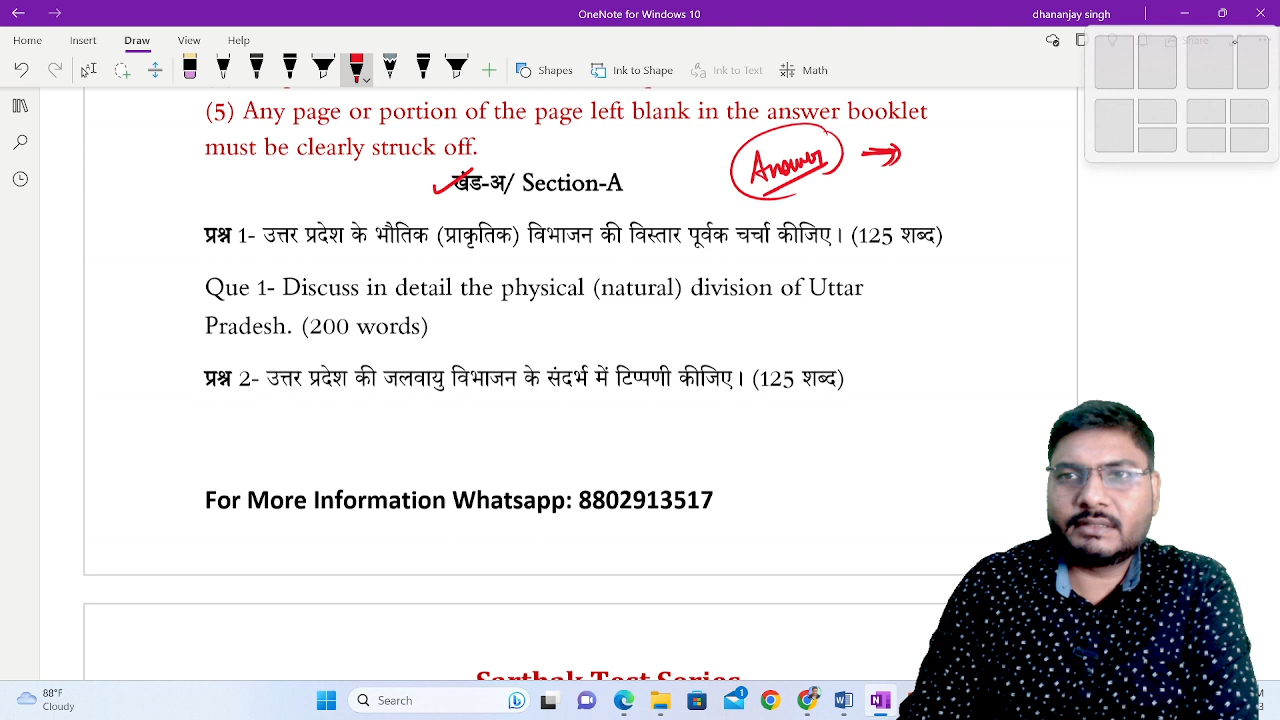 OneNote for Windows 10
dhananjay singh
Home Insert Draw View Help
Share
Shapes Ink to Shape Ink to Text Math
(5) Any page or portion of the page left blank in the answer booklet
must be clearly struck off.
Answer
खंड-अ/ Section-A
प्रश्न 1- उत्तर प्रदेश के भौतिक (प्राकृतिक) विभाजन की विस्तार पूर्वक चर्चा कीजिए। (125 शब्द)
Que 1- Discuss in detail the physical (natural) division of Uttar
Pradesh. (200 words)
प्रश्न 2- उत्तर प्रदेश की जलवायु विभाजन के संदर्भ में टिप्पणी कीजिए। (125 शब्द)
For More Information Whatsapp: 8802913517
Sarthak Test Series
88°F
Cloudy
Search